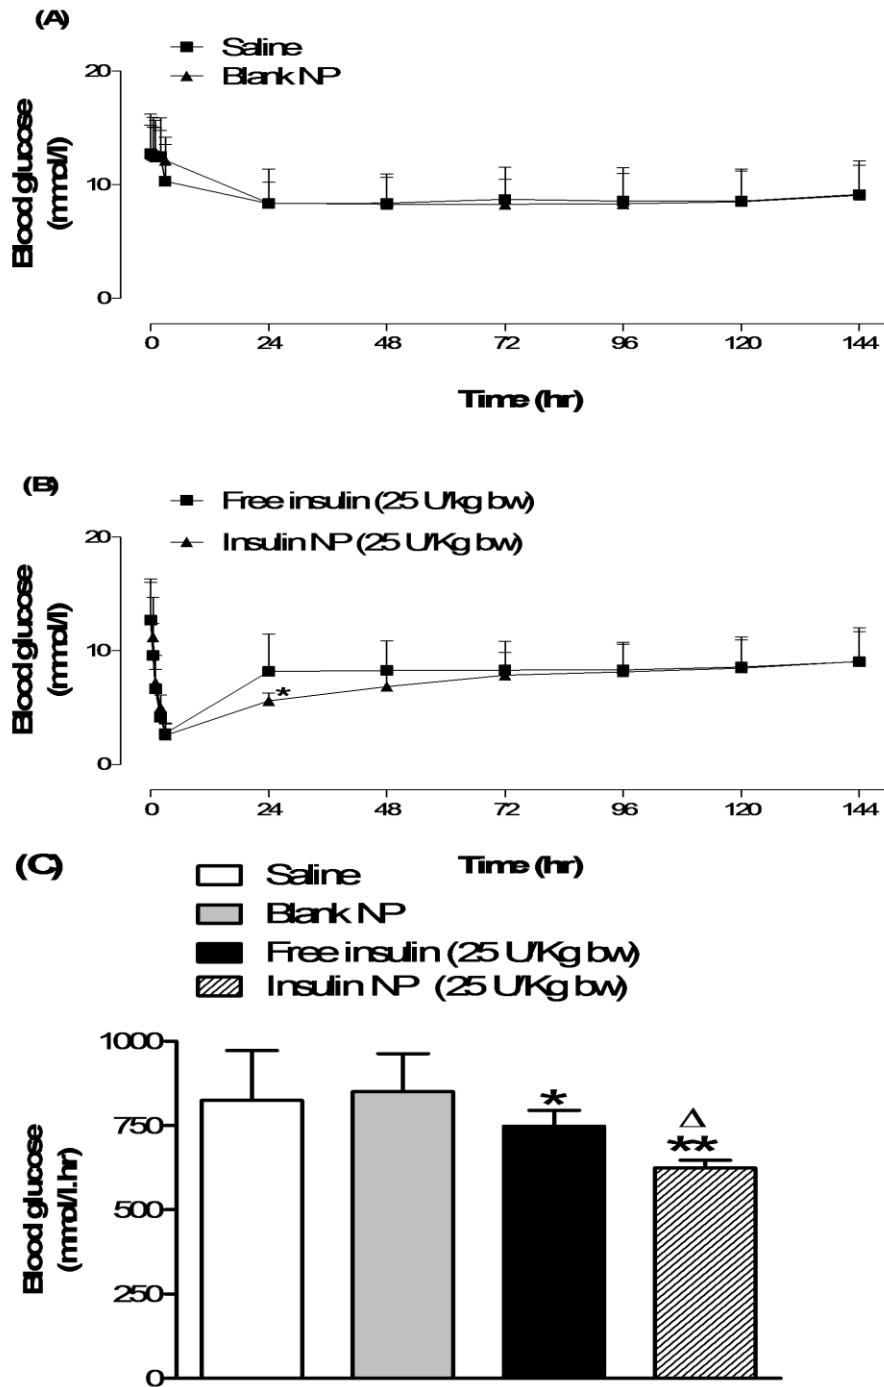 (A)
Saline
Blank NP
20
10
0
Blood glucose
(mmol/l)
0 24 48 72 96 120 144
Time (hr)
(B)
Free insulin (25 U/kg bw)
Insulin NP (25 U/Kg bw)
20
10
0
Blood glucose
(mmol/l)
*
0 24 48 72 96 120 144
Time (hr)
(C)
Saline
Blank NP
Free insulin (25 U/Kg bw)
Insulin NP (25 U/Kg bw)
1000
750
500
250
0
Blood glucose
(mmol/l.hr)
*
Δ
**